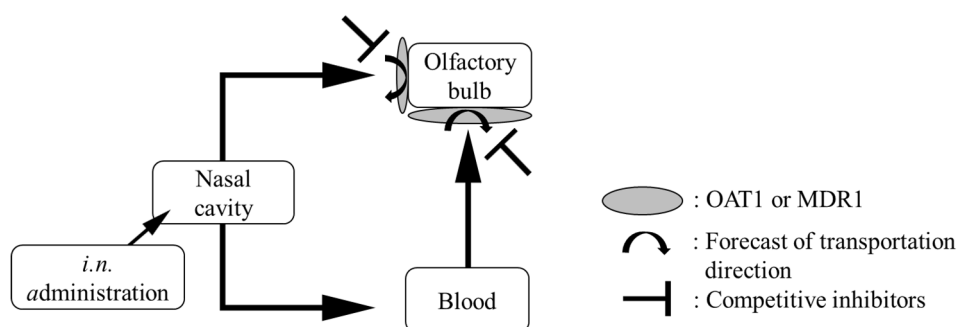 Olfactory
bulb
Nasal
cavity
i.n.
administration
Blood
: OAT1 or MDR1
: Forecast of transportation
direction
: Competitive inhibitors